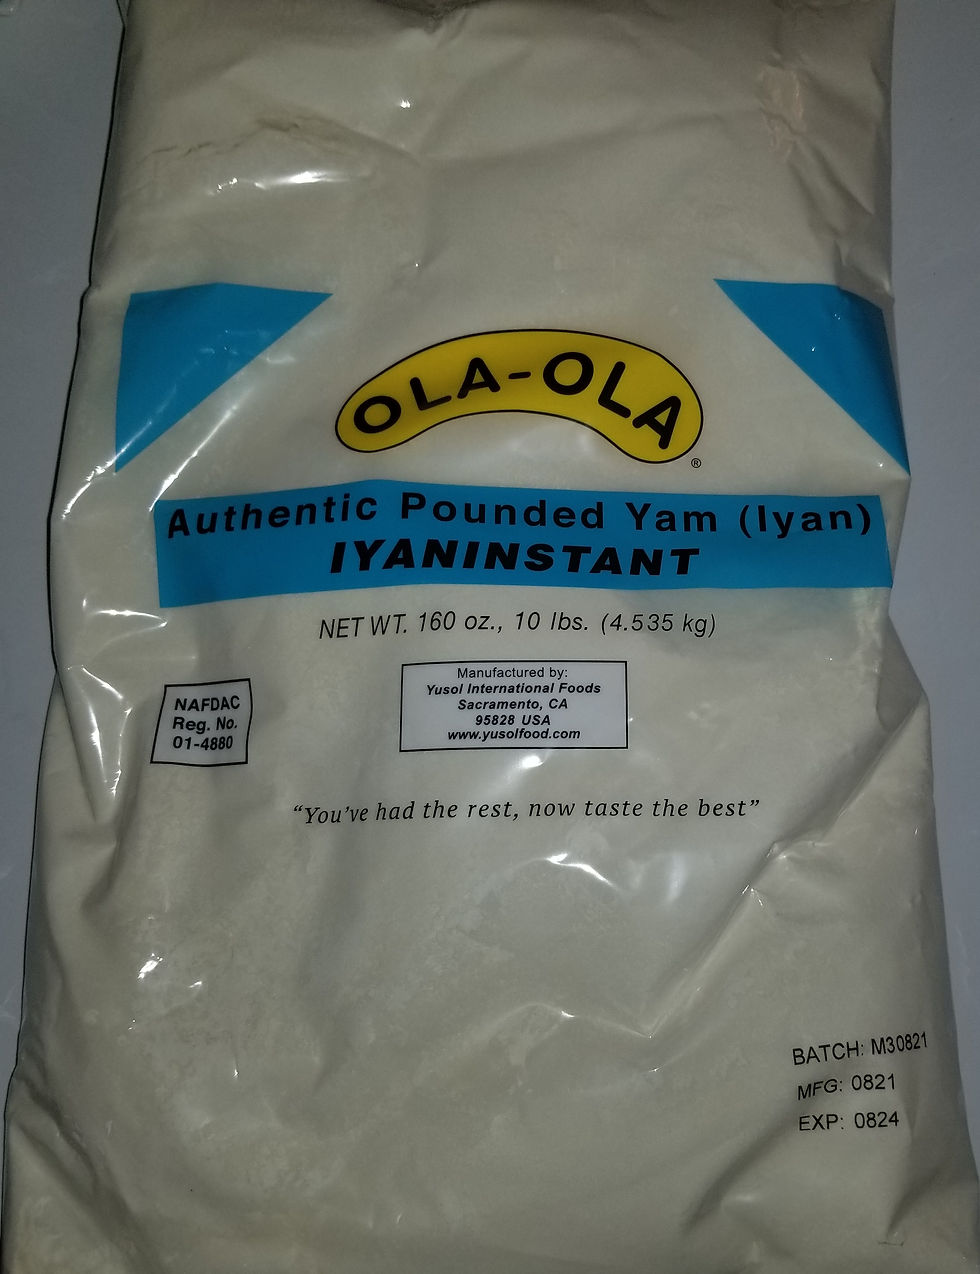 OLA-OLA
®
Authentic Pounded Yam (Iyan)
IYANINSTANT
NET WT. 160 oz., 10 lbs. (4.535 kg)
NAFDAC
Reg. No.
01-4880
Manufactured by:
Yusol International Foods
Sacramento, CA
95828 USA
www.yusolfood.com
“You’ve had the rest, now taste the best”
BATCH: M30821
MFG: 0821
EXP: 0824